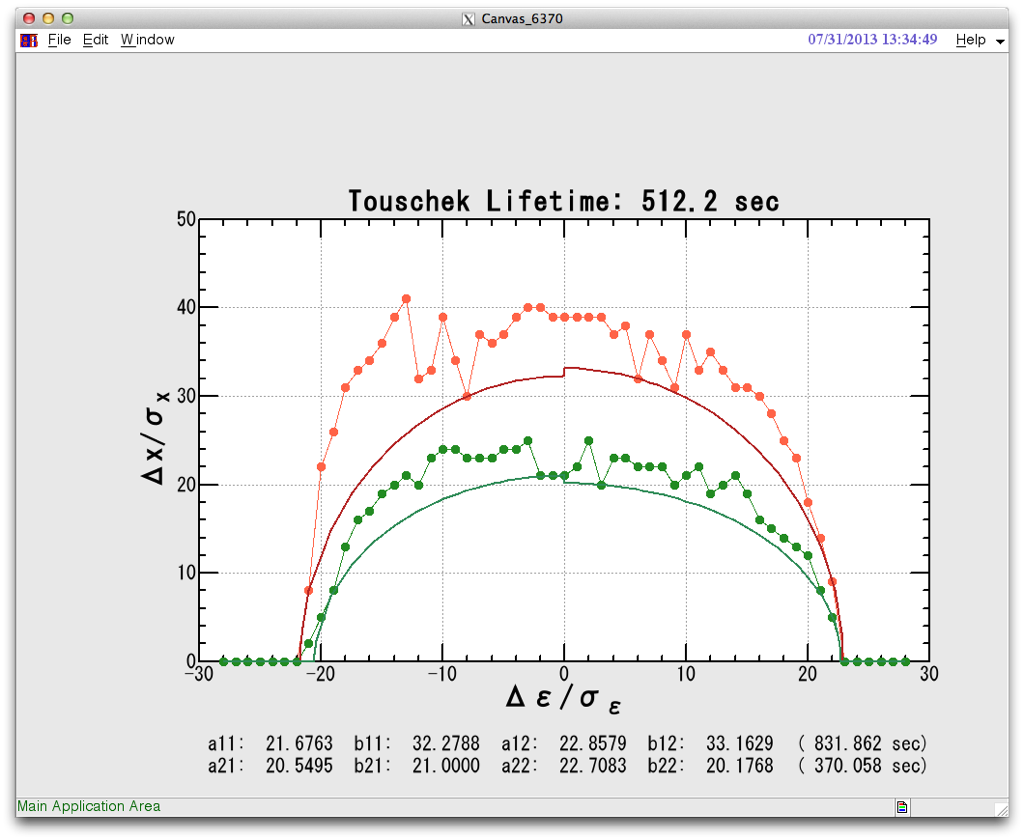 Canvas_6370
File Edit Window 07/31/2013 13:34:49 Help
Touschek Lifetime: 512.2 sec
50
40
30
20
10
0
Δx/σx
-30 -20 -10 0 10 20 30
Δε/σε
a11: 21.6763 b11: 32.2788 a12: 22.8579 b12: 33.1629 ( 831.862 sec)
a21: 20.5495 b21: 21.0000 a22: 22.7083 b22: 20.1768 ( 370.058 sec)
Main Application Area